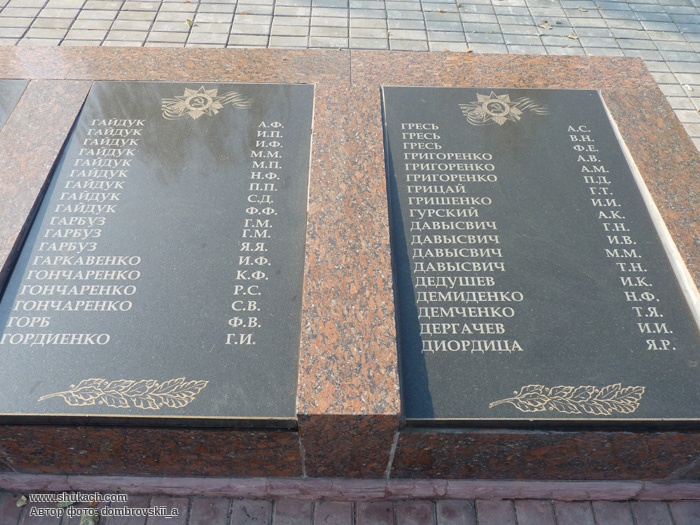 ГАЙДУК А.Ф.
ГАЙДУК И.П.
ГАЙДУК И.Ф.
ГАЙДУК М.М.
ГАЙДУК М.П.
ГАЙДУК Н.Ф.
ГАЙДУК П.П.
ГАЙДУК С.Д.
ГАЙДУК Ф.Ф.
ГАРБУЗ Г.М.
ГАРБУЗ Г.М.
ГАРБУЗ Я.Я.
ГАРКАВЕНКО И.Ф.
ГОНЧАРЕНКО К.Ф.
ГОНЧАРЕНКО Р.С.
ГОНЧАРЕНКО С.В.
ГОРБ Ф.В.
ГОРДИЕНКО Г.И.
ГРЕСЬ А.С.
ГРЕСЬ В.Н.
ГРЕСЬ Ф.Е.
ГРИГОРЕНКО А.В.
ГРИГОРЕНКО А.М.
ГРИГОРЕНКО П.Д.
ГРИЦАЙ Г.Т.
ГРИШЕНКО И.И.
ГУРСКИЙ А.К.
ДАВЫСВИЧ Г.Н.
ДАВЫСВИЧ И.В.
ДАВЫСВИЧ М.М.
ДАВЫСВИЧ Т.Н.
ДЕДУШЕВ И.К.
ДЕМИДЕНКО Н.Ф.
ДЕМЧЕНКО Т.Я.
ДЕРГАЧЕВ И.И.
ДИОРДИЦА Я.Р.
www.shukach.com
Автор фото: dombrovskii_a